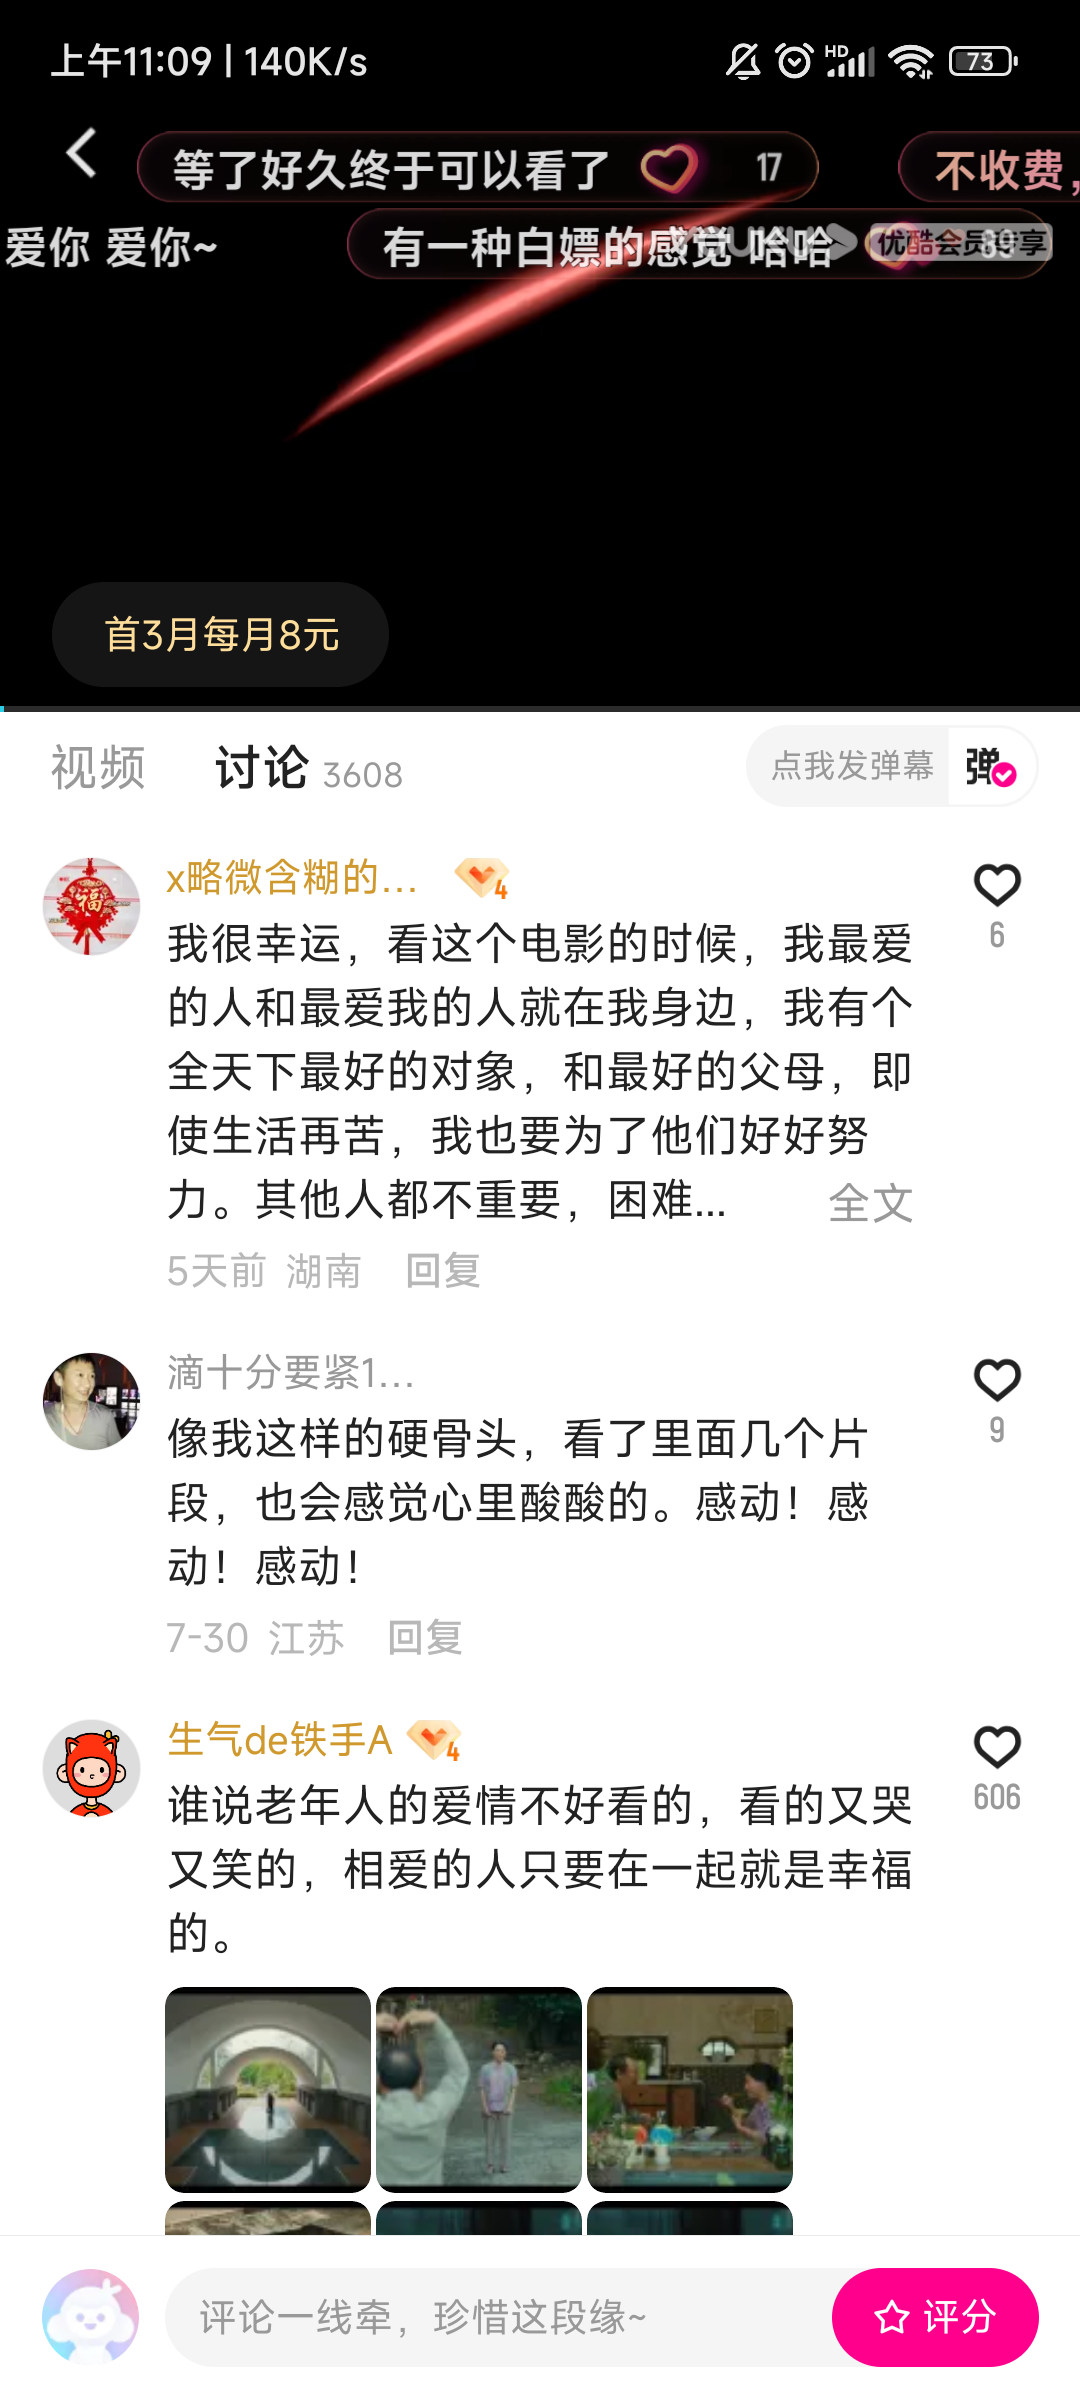 上午11:09 | 140K/s
HD
73
等了好久终于可以看了 17
不收费，
爱你 爱你~
有一种白嫖的感觉 哈哈
优酷会员专享
首3月每月8元
视频 讨论 3608
点我发弹幕 弹
x略微含糊的... 4
福
我很幸运，看这个电影的时候，我最爱
的人和最爱我的人就在我身边，我有个
全天下最好的对象，和最好的父母，即
使生活再苦，我也要为了他们好好努
力。其他人都不重要，困难... 全文
6
5天前 湖南 回复
滴十分要紧1...
像我这样的硬骨头，看了里面几个片
段，也会感觉心里酸酸的。感动！感
动！感动！
9
7-30 江苏 回复
生气de铁手A 4
谁说老年人的爱情不好看的，看的又哭
又笑的，相爱的人只要在一起就是幸福
的。
606
评论一线牵，珍惜这段缘~
评分